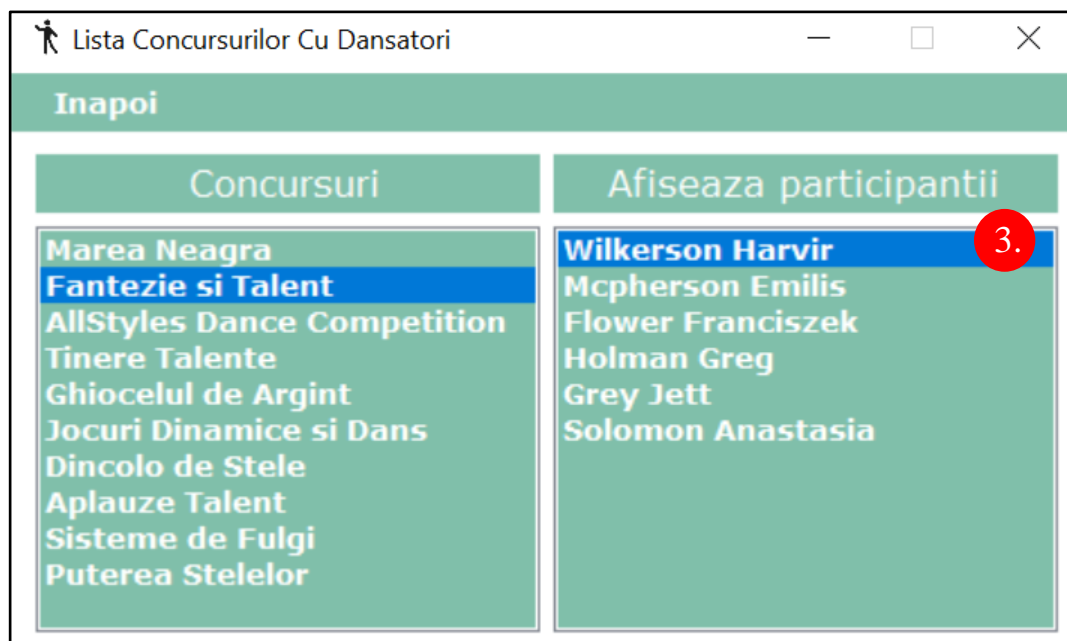 Lista Concursurilor Cu Dansatori
Inapoi
Concursuri
Marea Neagra
Fantezie si Talent
AllStyles Dance Competition
Tinere Talente
Ghiocelul de Argint
Jocuri Dinamice si Dans
Dincolo de Stele
Aplauze Talent
Sisteme de Fulgi
Puterea Stelelor
Afiseaza participantii
Wilkerson Harvir
3.
Mcpherson Emilis
Flower Franciszek
Holman Greg
Grey Jett
Solomon Anastasia